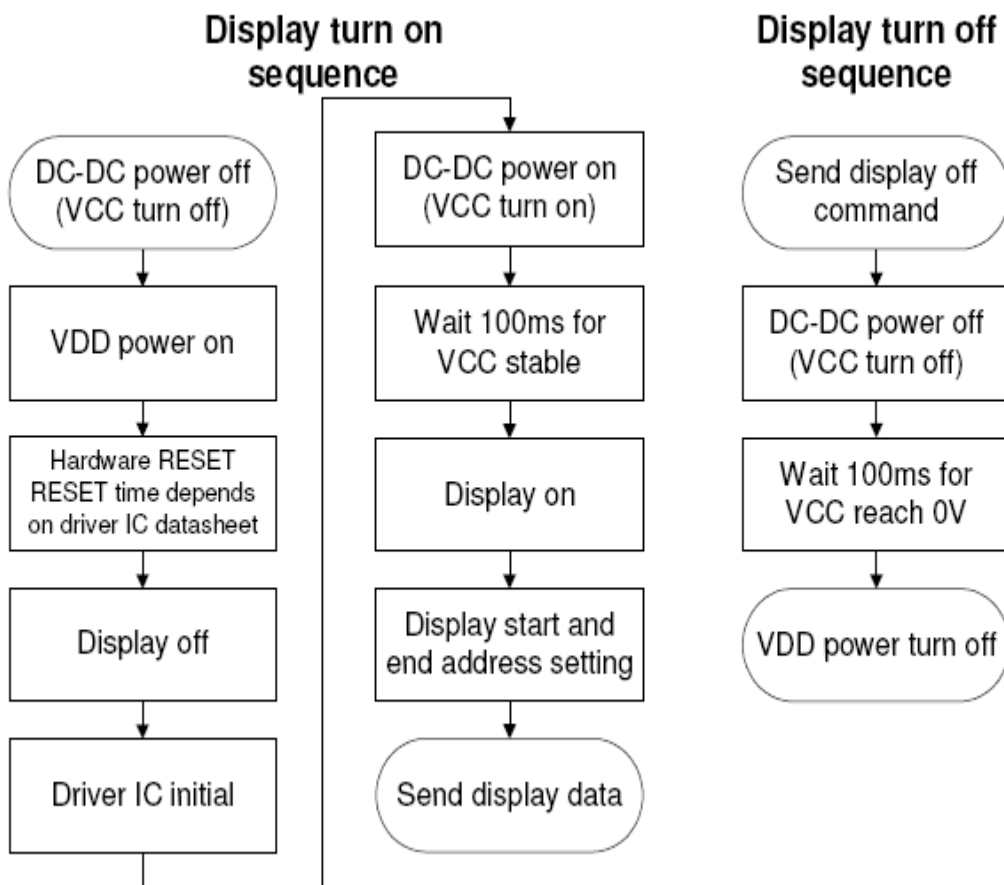 Display turn on
sequence
DC-DC power off
(VCC turn off)
VDD power on
Hardware RESET
RESET time depends
on driver IC datasheet
Display off
Driver IC initial
DC-DC power on
(VCC turn on)
Wait 100ms for
VCC stable
Display on
Display start and
end address setting
Send display data
Display turn off
sequence
Send display off
command
DC-DC power off
(VCC turn off)
Wait 100ms for
VCC reach 0V
VDD power turn off